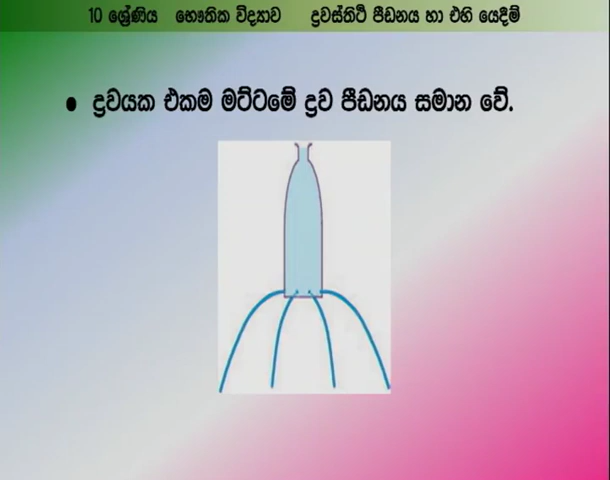 10 ශ්‍රේණිය භෞතික විද්‍යාව ද්‍රවස්ථිති පීඩනය හා එහි යෙදීම්
• ද්‍රවයක එකම මට්ටමේ ද්‍රව පීඩනය සමාන වේ.